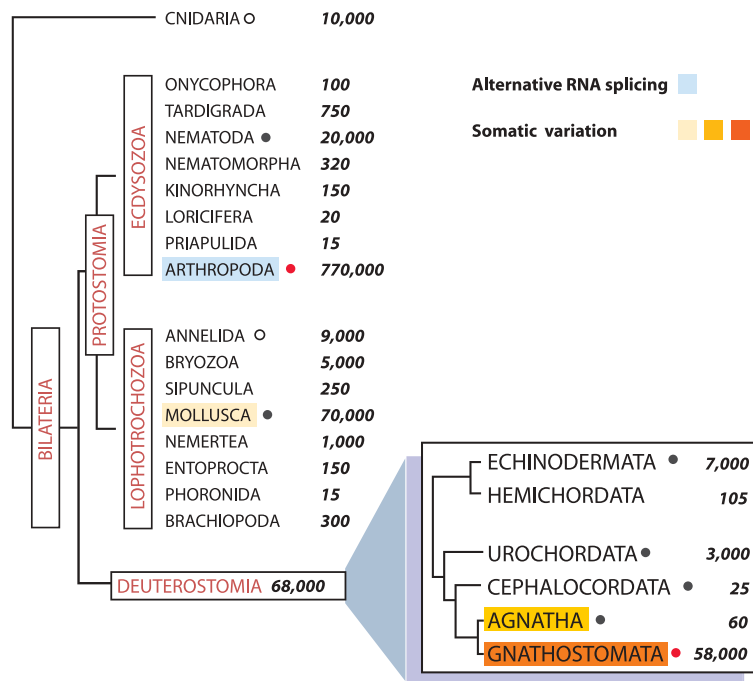 CNIDARIA 10,000
ONYCOPHORA 100
TARDIGRADA 750
NEMATODA 20,000
NEMATOMORPHA 320
KINORHYNCHA 150
LORICIFERA 20
PRIAPULIDA 15
ARTHROPODA 770,000
ECDYSOZOA
Alternative RNA splicing
Somatic variation
PROTOSTOMIA
BILATERIA
LOPHOTROCHOZOA
ANNELIDA 9,000
BRYOZOA 5,000
SIPUNCULA 250
MOLLUSCA 70,000
NEMERTEA 1,000
ENTOPROCTA 150
PHORONIDA 15
BRACHIOPODA 300
DEUTEROSTOMIA 68,000
ECHINODERMATA 7,000
HEMICHORDATA 105
UROCHORDATA 3,000
CEPHALOCORDATA 25
AGNATHA 60
GNATHOSTOMATA 58,000